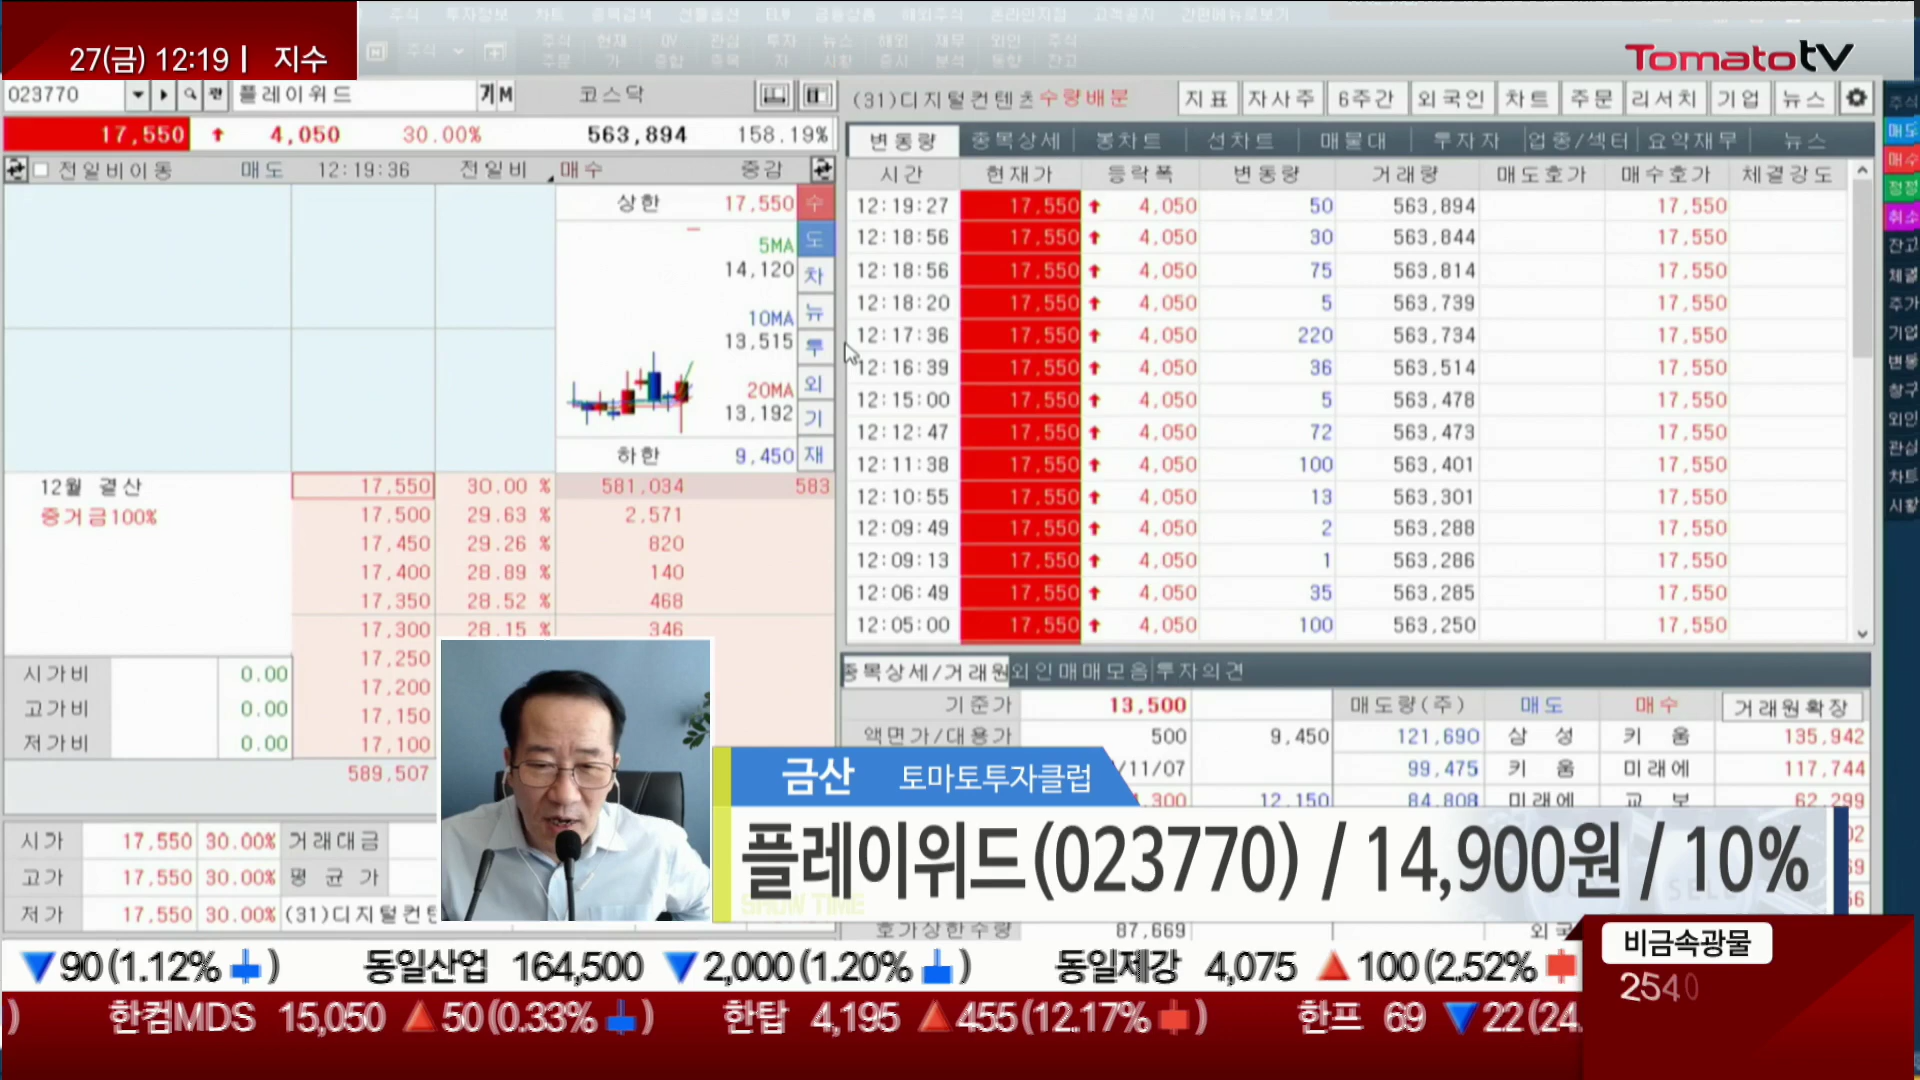 27(금) 12:19 | 지수
TomatotV
023770 플레이위드 기M 코스닥
17,550 4,050 30.00% 563,894 158.19%
전일비이동 매도 12:19:36 전일비 매수 증감
상한 17,550 수
5MA 도
14,120 차
10MA 뉴
13,515 투
20MA 외
13,192 기
하한 9,450 재
12월 결산 17,550 30.00 % 581,034 583
증거금100% 17,500 29.63 % 2,571
17,450 29.26 % 820
17,400 28.89 % 140
17,350 28.52 % 468
17,300 28.15 % 346
17,250
시가비 0.00 17,200
고가비 0.00 17,150
저가비 0.00 17,100
589,507
시가 17,550 30.00% 거래대금
고가 17,550 30.00% 평 균 가
저가 17,550 30.00% (31)디지털컨텐
(31)디지털컨텐츠 수량배분 지표 자사주 6주간 외국인 차트 주문 리서치 기업 뉴스
변동량 종목상세 봉차트 선차트 매물대 투자자 업종/섹터 요약재무 뉴스
시간 현재가 등락폭 변동량 거래량 매도호가 매수호가 체결강도
12:19:27 17,550 4,050 50 563,894 17,550
12:18:56 17,550 4,050 30 563,844 17,550
12:18:56 17,550 4,050 75 563,814 17,550
12:18:20 17,550 4,050 5 563,739 17,550
12:17:36 17,550 4,050 220 563,734 17,550
12:16:39 17,550 4,050 36 563,514 17,550
12:15:00 17,550 4,050 5 563,478 17,550
12:12:47 17,550 4,050 72 563,473 17,550
12:11:38 17,550 4,050 100 563,401 17,550
12:10:55 17,550 4,050 13 563,301 17,550
12:09:49 17,550 4,050 2 563,288 17,550
12:09:13 17,550 4,050 1 563,286 17,550
12:06:49 17,550 4,050 35 563,285 17,550
12:05:00 17,550 4,050 100 563,250 17,550
종목상세/거래원 외인매매모음 투자의견
기준가 13,500 매도량(주) 매도 매수 거래원확장
액면가/대용가 500 9,450 121,690 삼 성 키 움 135,942
/11/07 99,475 키 움 미래에 117,744
12,150 84,808 미래에 교 보 62,299
호가상한수량 87,669
금산 토마토투자클럽
플레이위드(023770) / 14,900원 / 10%
▼90(1.12% ) 동일산업 164,500 ▼2,000(1.20% ) 동일제강 4,075 ▲100(2.52%
) 한컴MDS 15,050 ▲50(0.33% ) 한탑 4,195 ▲455(12.17% ) 한프 69 ▼22(24.
비금속광물
2540